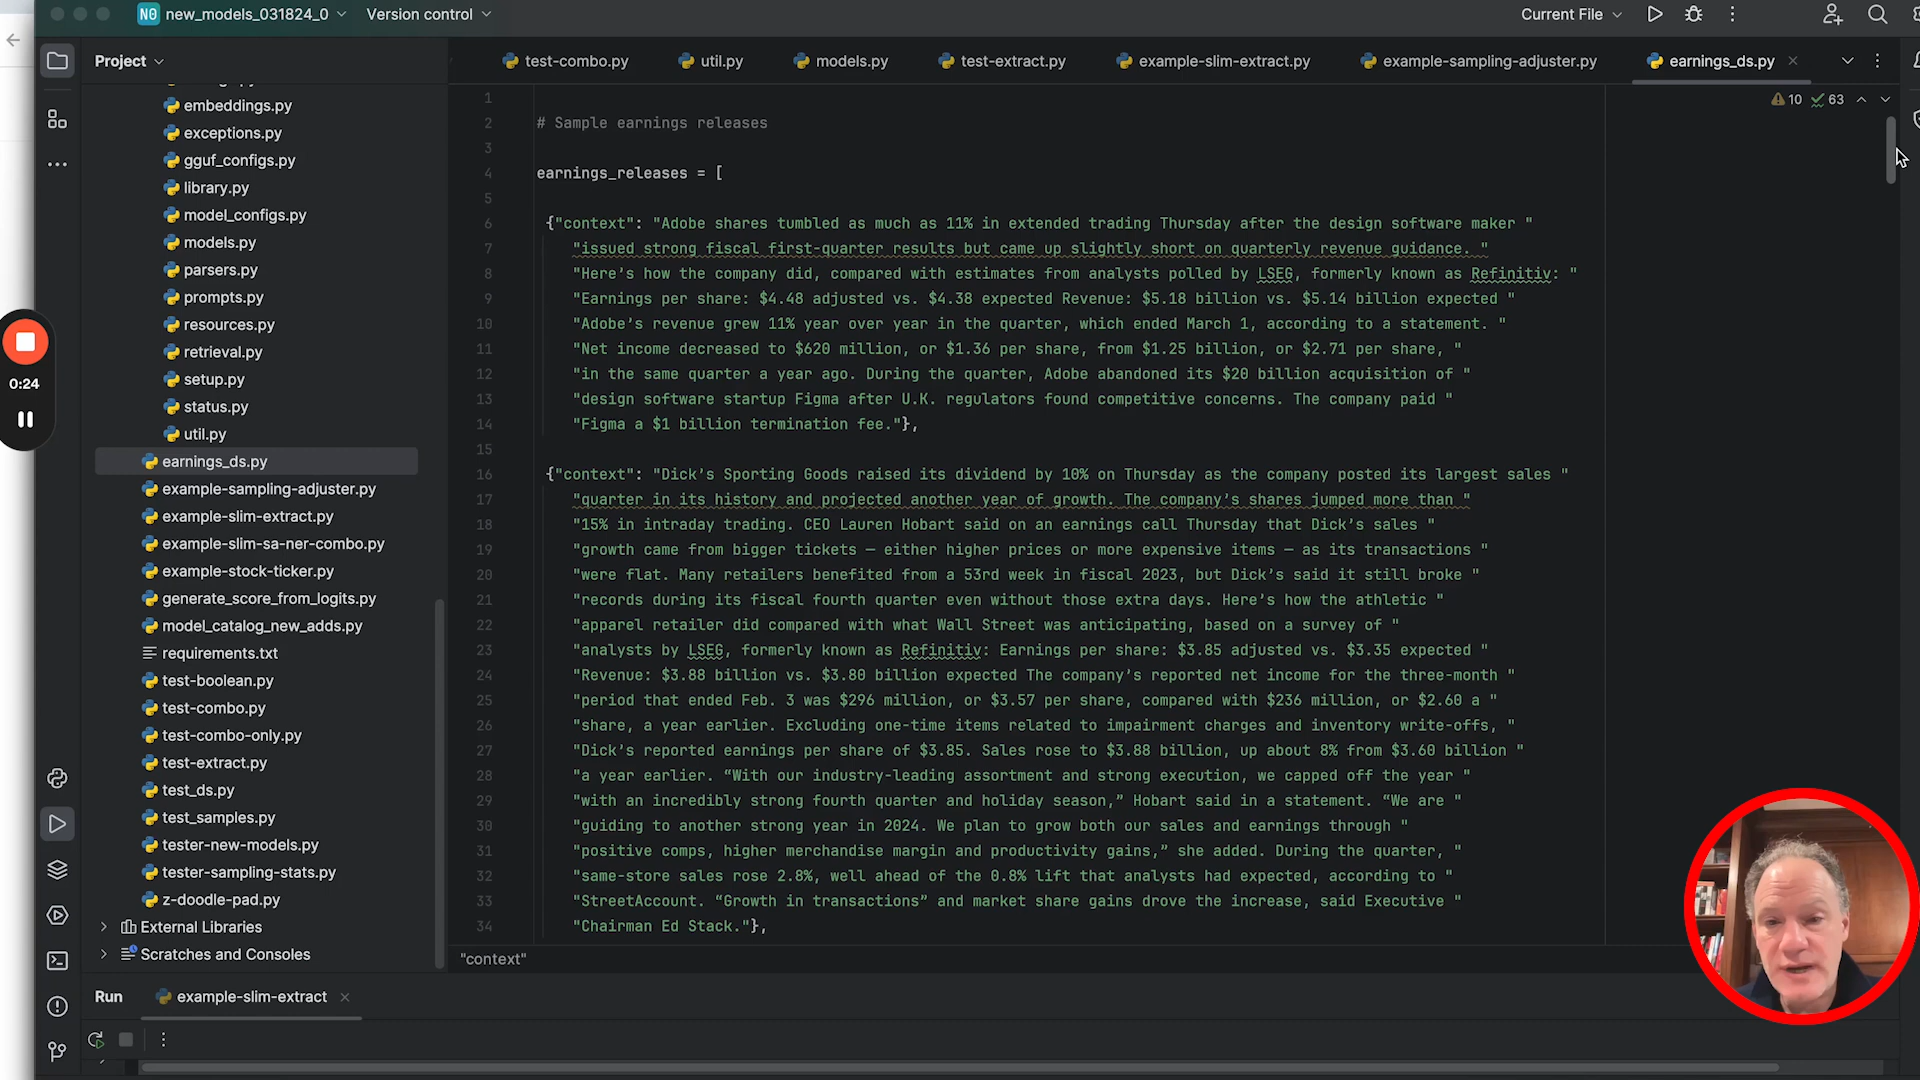 N0 new_models_031824_0 Version control Current File
Project
test-combo.py util.py models.py test-extract.py example-slim-extract.py example-sampling-adjuster.py earnings_ds.py
10 63
embeddings.py
exceptions.py
gguf_configs.py
library.py
model_configs.py
models.py
parsers.py
prompts.py
resources.py
retrieval.py
setup.py
status.py
util.py
earnings_ds.py
example-sampling-adjuster.py
example-slim-extract.py
example-slim-sa-ner-combo.py
example-stock-ticker.py
generate_score_from_logits.py
model_catalog_new_adds.py
requirements.txt
test-boolean.py
test-combo.py
test-combo-only.py
test-extract.py
test_ds.py
test_samples.py
tester-new-models.py
tester-sampling-stats.py
z-doodle-pad.py
External Libraries
Scratches and Consoles
0:24
1
2 # Sample earnings releases
3
4 earnings_releases = [
5
6 {"context": "Adobe shares tumbled as much as 11% in extended trading Thursday after the design software maker "
7 "issued strong fiscal first-quarter results but came up slightly short on quarterly revenue guidance. "
8 "Here's how the company did, compared with estimates from analysts polled by LSEG, formerly known as Refinitiv: "
9 "Earnings per share: $4.48 adjusted vs. $4.38 expected Revenue: $5.18 billion vs. $5.14 billion expected "
10 "Adobe's revenue grew 11% year over year in the quarter, which ended March 1, according to a statement. "
11 "Net income decreased to $620 million, or $1.36 per share, from $1.25 billion, or $2.71 per share, "
12 "in the same quarter a year ago. During the quarter, Adobe abandoned its $20 billion acquisition of "
13 "design software startup Figma after U.K. regulators found competitive concerns. The company paid "
14 "Figma a $1 billion termination fee."},
15
16 {"context": "Dick's Sporting Goods raised its dividend by 10% on Thursday as the company posted its largest sales "
17 "quarter in its history and projected another year of growth. The company's shares jumped more than "
18 "15% in intraday trading. CEO Lauren Hobart said on an earnings call Thursday that Dick's sales "
19 "growth came from bigger tickets — either higher prices or more expensive items — as its transactions "
20 "were flat. Many retailers benefited from a 53rd week in fiscal 2023, but Dick's said it still broke "
21 "records during its fiscal fourth quarter even without those extra days. Here's how the athletic "
22 "apparel retailer did compared with what Wall Street was anticipating, based on a survey of "
23 "analysts by LSEG, formerly known as Refinitiv: Earnings per share: $3.85 adjusted vs. $3.35 expected "
24 "Revenue: $3.88 billion vs. $3.80 billion expected The company's reported net income for the three-month "
25 "period that ended Feb. 3 was $296 million, or $3.57 per share, compared with $236 million, or $2.60 a "
26 "share, a year earlier. Excluding one-time items related to impairment charges and inventory write-offs, "
27 "Dick's reported earnings per share of $3.85. Sales rose to $3.88 billion, up about 8% from $3.60 billion "
28 "a year earlier. “With our industry-leading assortment and strong execution, we capped off the year "
29 "with an incredibly strong fourth quarter and holiday season,” Hobart said in a statement. “We are "
30 "guiding to another strong year in 2024. We plan to grow both our sales and earnings through "
31 "positive comps, higher merchandise margin and productivity gains,” she added. During the quarter, "
32 "same-store sales rose 2.8%, well ahead of the 0.8% lift that analysts had expected, according to "
33 "StreetAccount. “Growth in transactions” and market share gains drove the increase, said Executive "
34 "Chairman Ed Stack."},
"context"
Run example-slim-extract